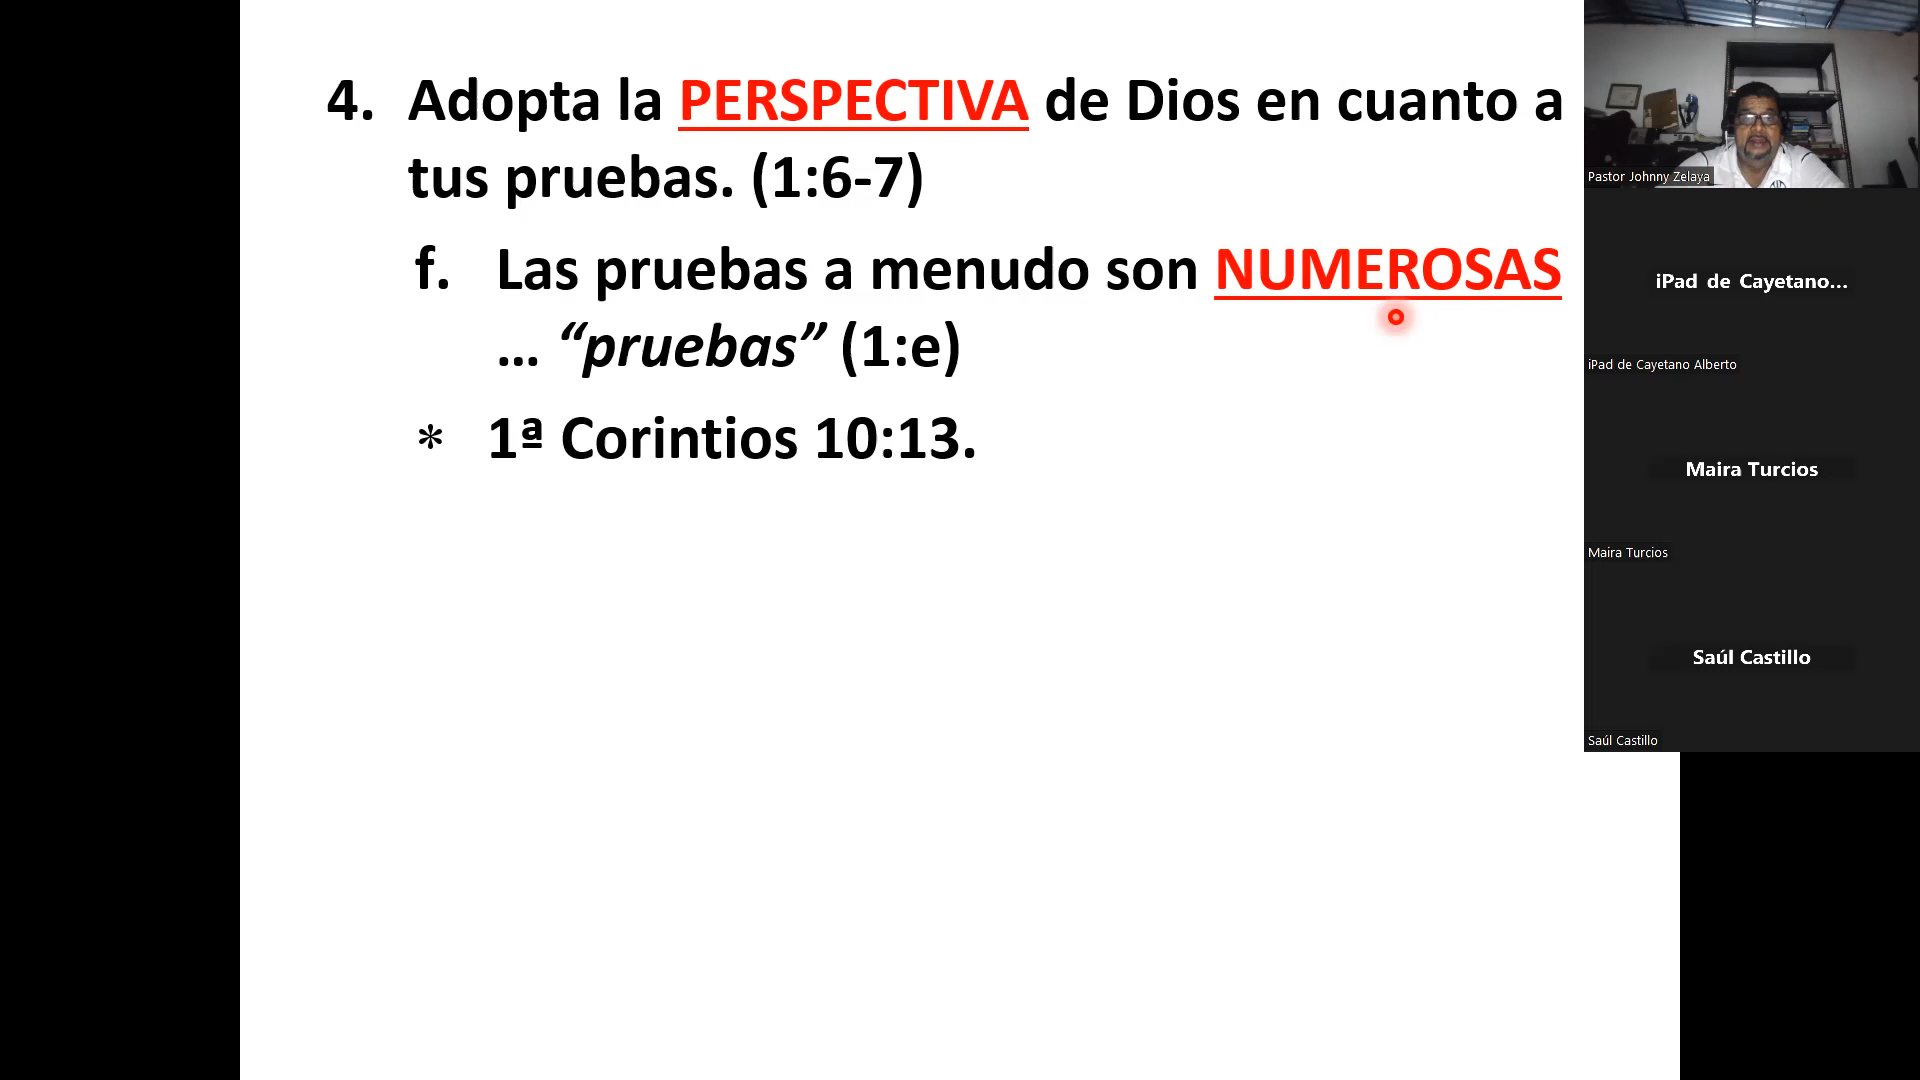 4. Adopta la PERSPECTIVA de Dios en cuanto a
tus pruebas. (1:6-7)
f. Las pruebas a menudo son NUMEROSAS
... “pruebas” (1:e)
* 1ª Corintios 10:13.
Pastor Johnny Zelaya
iPad de Cayetano...
iPad de Cayetano Alberto
Maira Turcios
Maira Turcios
Saúl Castillo
Saúl Castillo